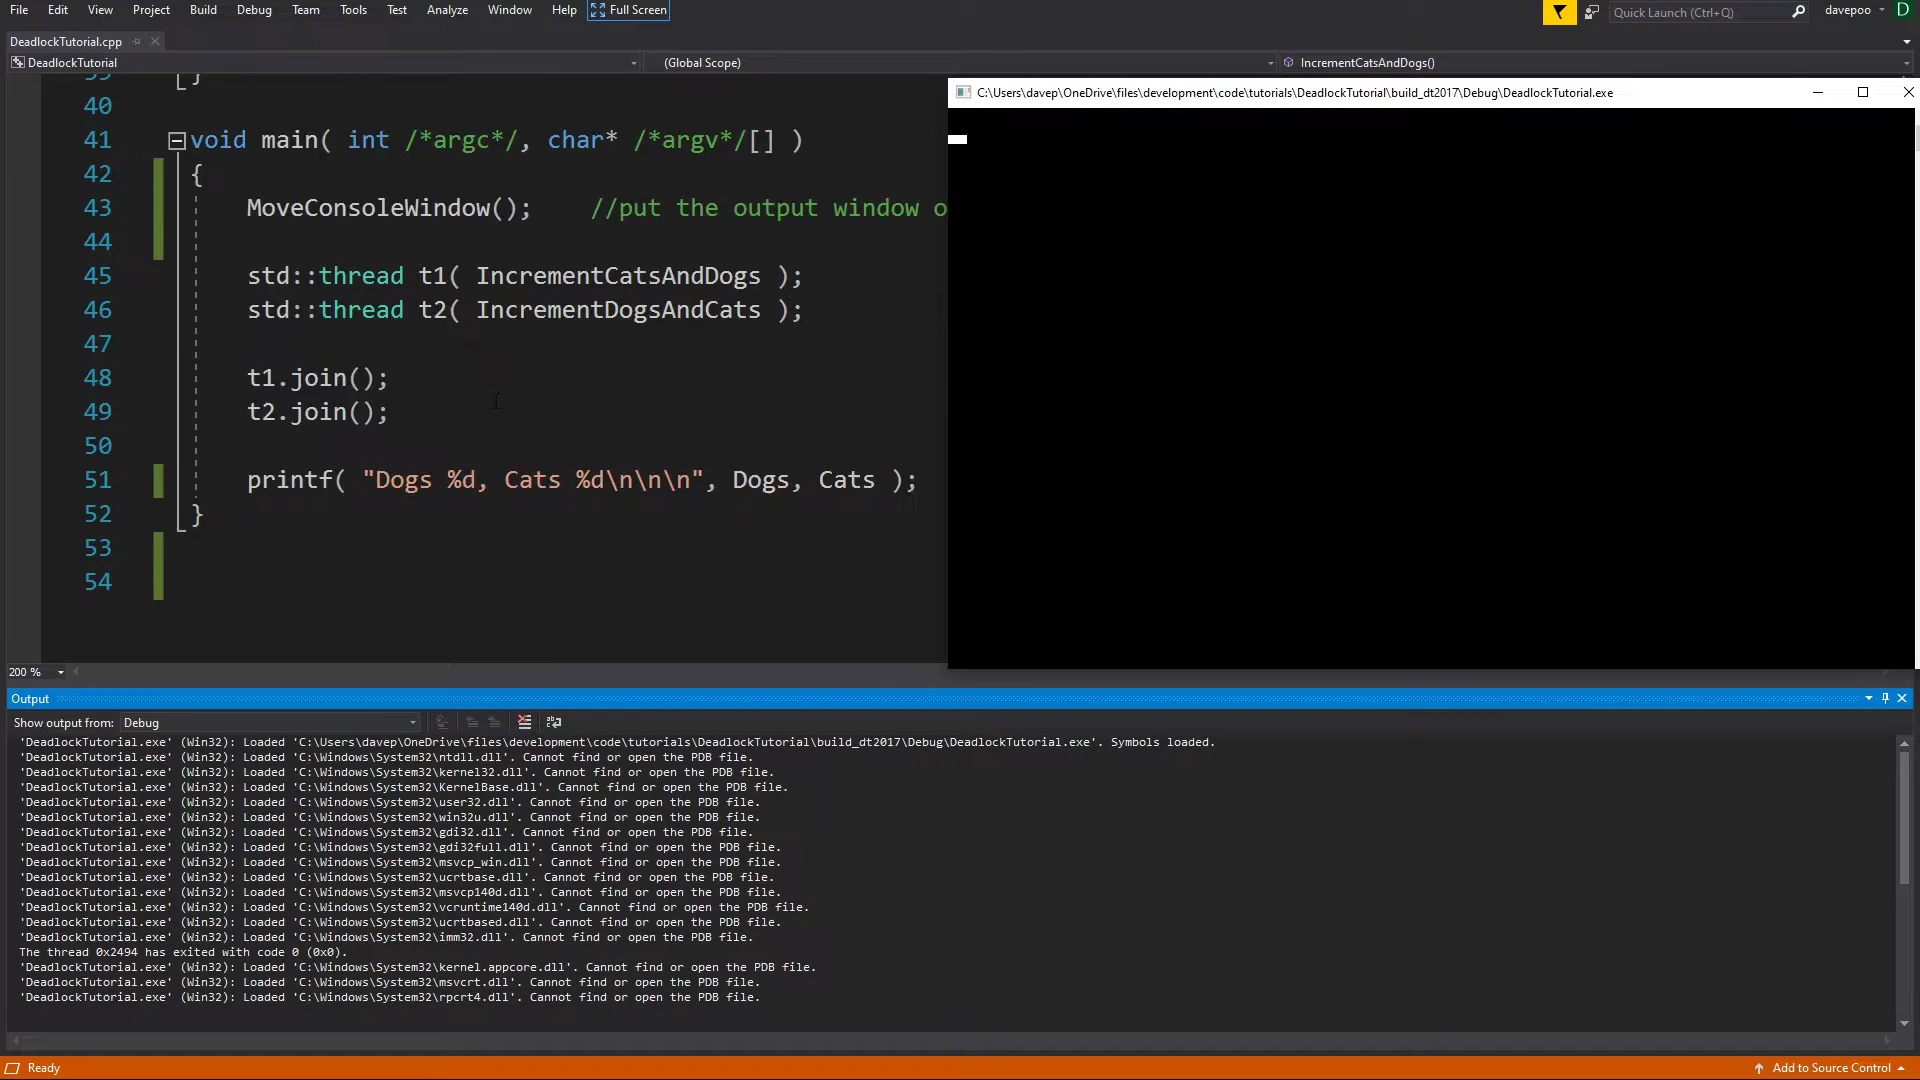 File Edit View Project Build Debug Team Tools Test Analyze Window Help Full Screen Quick Launch (Ctrl+Q) davepoo D
DeadlockTutorial.cpp
DeadlockTutorial (Global Scope) IncrementCatsAndDogs()
39 }
40
41 void main( int /*argc*/, char* /*argv*/[] )
42 {
43 MoveConsoleWindow(); //put the output window o
44
45 std::thread t1( IncrementCatsAndDogs );
46 std::thread t2( IncrementDogsAndCats );
47
48 t1.join();
49 t2.join();
50
51 printf( "Dogs %d, Cats %d\n\n\n", Dogs, Cats );
52 }
53
54
C:\Users\davep\OneDrive\files\development\code\tutorials\DeadlockTutorial\build_dt2017\Debug\DeadlockTutorial.exe
200 %
Output
Show output from: Debug
'DeadlockTutorial.exe' (Win32): Loaded 'C:\Users\davep\OneDrive\files\development\code\tutorials\DeadlockTutorial\build_dt2017\Debug\DeadlockTutorial.exe'. Symbols loaded.
'DeadlockTutorial.exe' (Win32): Loaded 'C:\Windows\System32\ntdll.dll'. Cannot find or open the PDB file.
'DeadlockTutorial.exe' (Win32): Loaded 'C:\Windows\System32\kernel32.dll'. Cannot find or open the PDB file.
'DeadlockTutorial.exe' (Win32): Loaded 'C:\Windows\System32\KernelBase.dll'. Cannot find or open the PDB file.
'DeadlockTutorial.exe' (Win32): Loaded 'C:\Windows\System32\user32.dll'. Cannot find or open the PDB file.
'DeadlockTutorial.exe' (Win32): Loaded 'C:\Windows\System32\win32u.dll'. Cannot find or open the PDB file.
'DeadlockTutorial.exe' (Win32): Loaded 'C:\Windows\System32\gdi32.dll'. Cannot find or open the PDB file.
'DeadlockTutorial.exe' (Win32): Loaded 'C:\Windows\System32\gdi32full.dll'. Cannot find or open the PDB file.
'DeadlockTutorial.exe' (Win32): Loaded 'C:\Windows\System32\msvcp_win.dll'. Cannot find or open the PDB file.
'DeadlockTutorial.exe' (Win32): Loaded 'C:\Windows\System32\ucrtbase.dll'. Cannot find or open the PDB file.
'DeadlockTutorial.exe' (Win32): Loaded 'C:\Windows\System32\msvcp140d.dll'. Cannot find or open the PDB file.
'DeadlockTutorial.exe' (Win32): Loaded 'C:\Windows\System32\vcruntime140d.dll'. Cannot find or open the PDB file.
'DeadlockTutorial.exe' (Win32): Loaded 'C:\Windows\System32\ucrtbased.dll'. Cannot find or open the PDB file.
'DeadlockTutorial.exe' (Win32): Loaded 'C:\Windows\System32\imm32.dll'. Cannot find or open the PDB file.
The thread 0x2494 has exited with code 0 (0x0).
'DeadlockTutorial.exe' (Win32): Loaded 'C:\Windows\System32\kernel.appcore.dll'. Cannot find or open the PDB file.
'DeadlockTutorial.exe' (Win32): Loaded 'C:\Windows\System32\msvcrt.dll'. Cannot find or open the PDB file.
'DeadlockTutorial.exe' (Win32): Loaded 'C:\Windows\System32\rpcrt4.dll'. Cannot find or open the PDB file.
Ready Add to Source Control